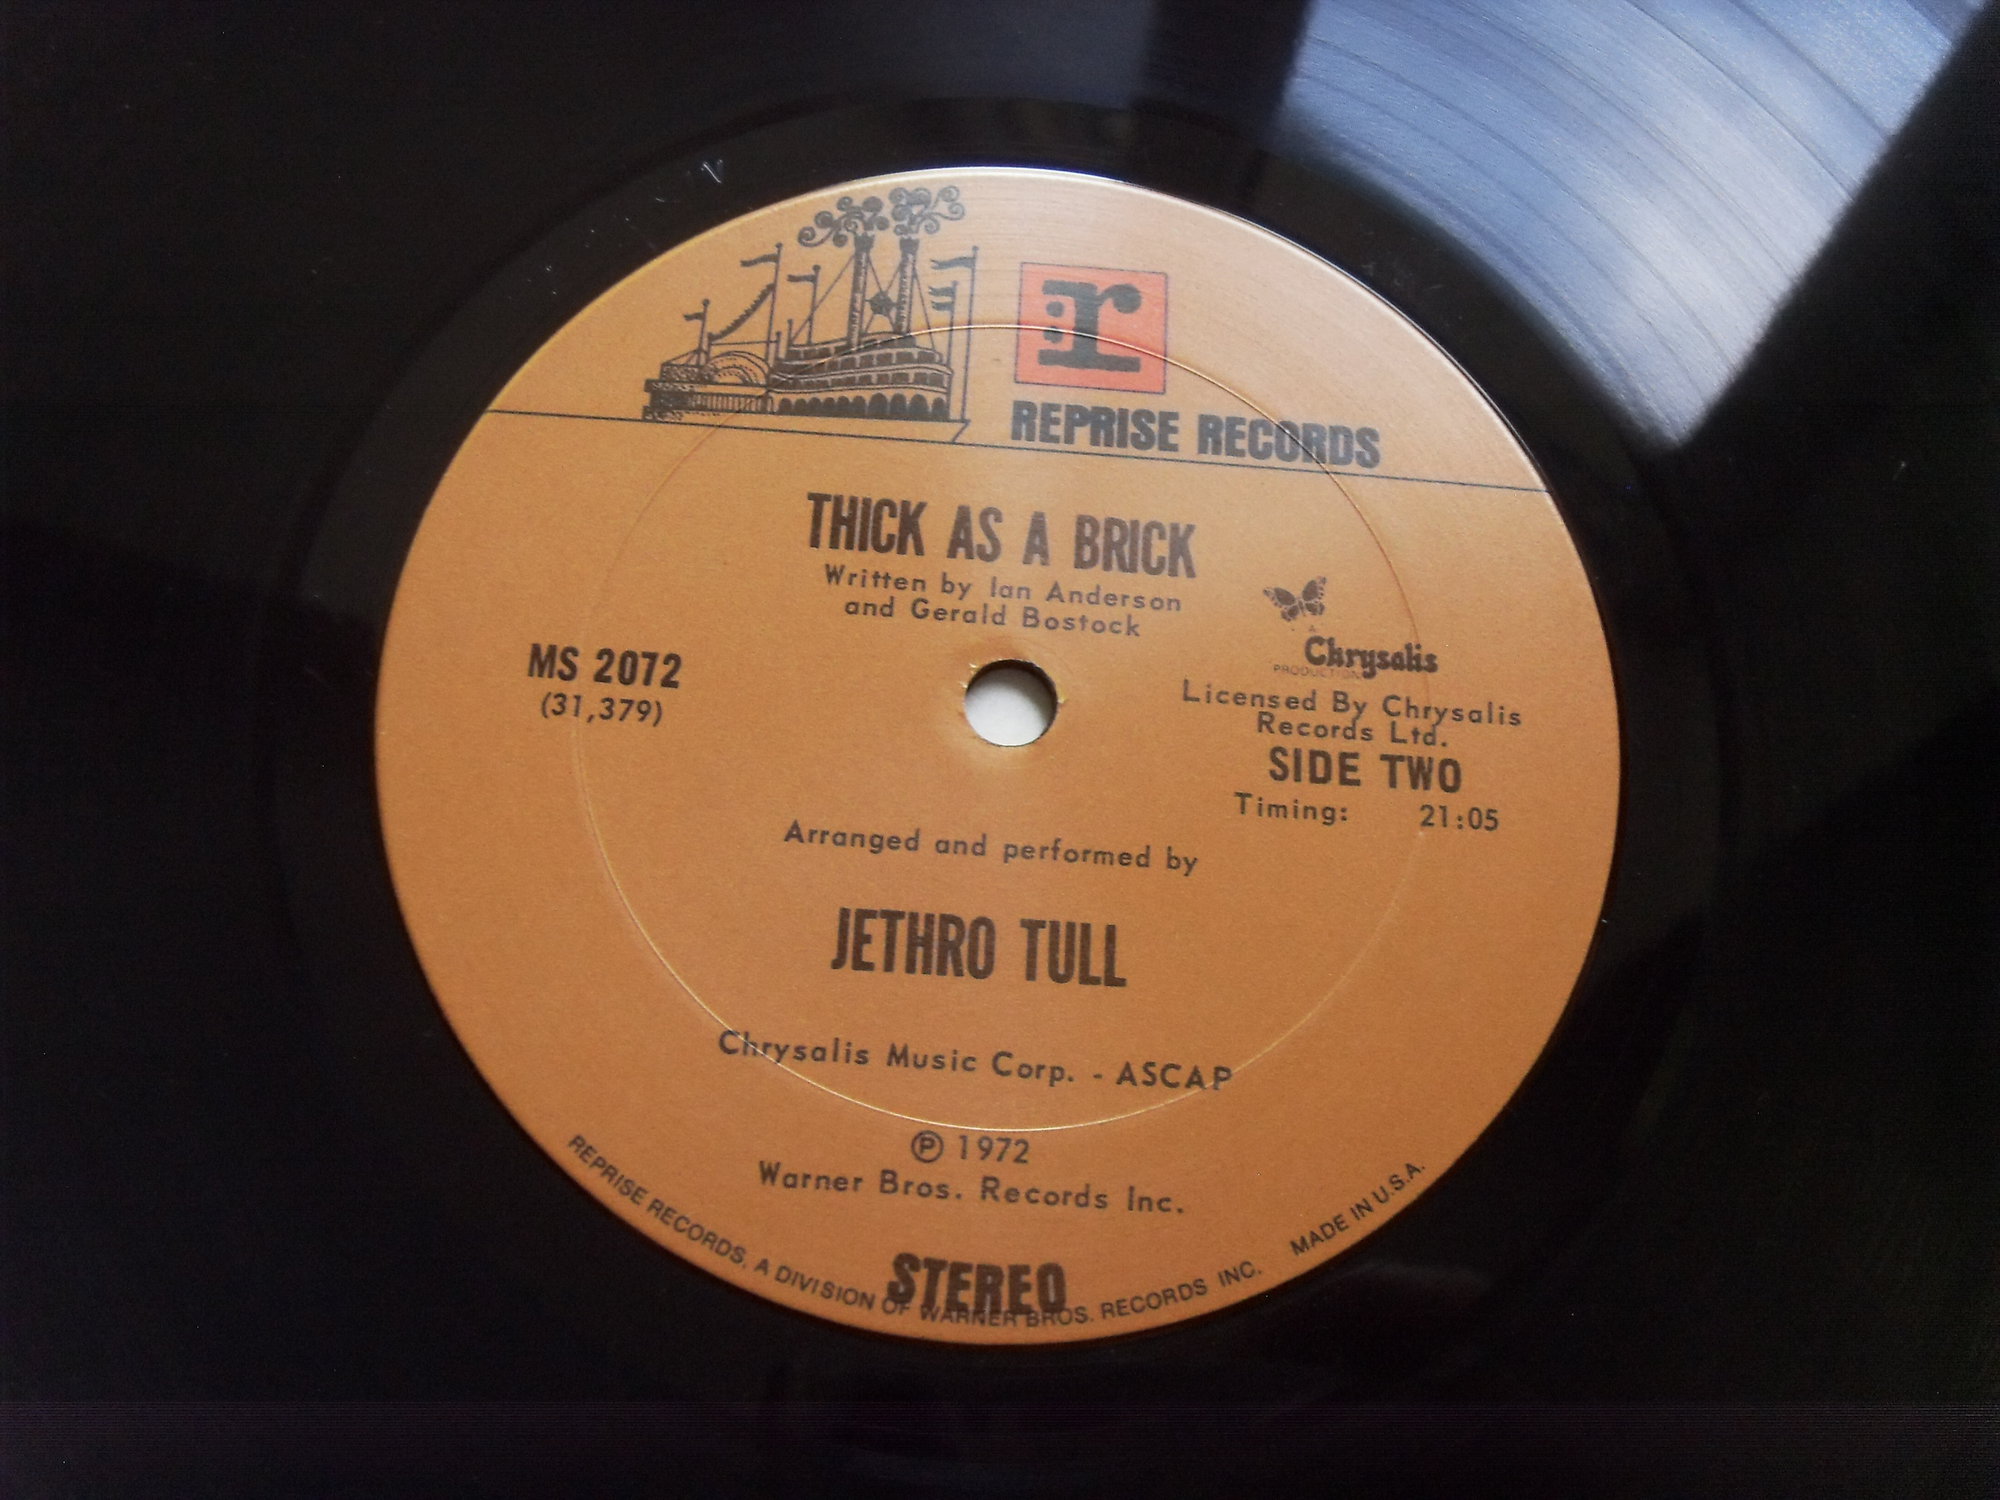 r
REPRISE RECORDS
THICK AS A BRICK
Written by Ian Anderson
and Gerald Bostock
MS 2072
(31,379)
Chrysalis
PRODUCTION
Licensed By Chrysalis
Records Ltd.
SIDE TWO
Timing: 21:05
Arranged and performed by
JETHRO TULL
Chrysalis Music Corp. - ASCAP
℗ 1972
Warner Bros. Records Inc.
STEREO
REPRISE RECORDS, A DIVISION OF WARNER BROS. RECORDS INC. MADE IN U.S.A.